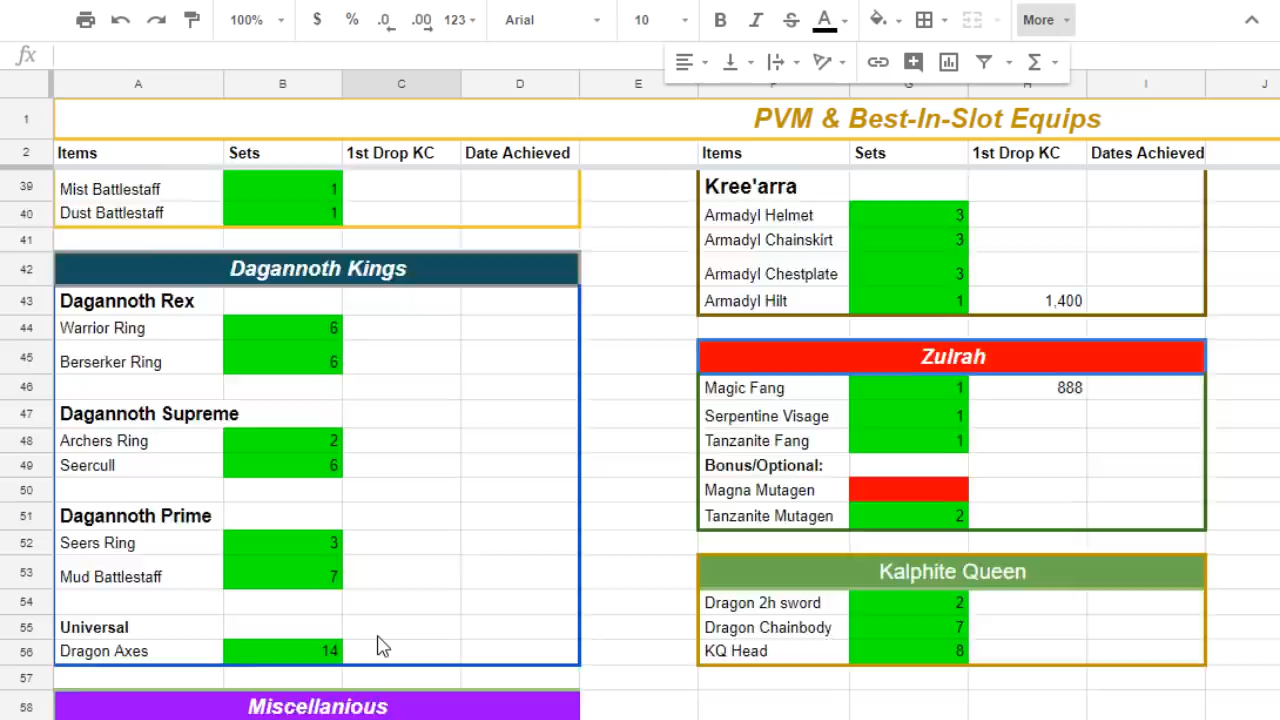 100% $ % .0 .00 123 Arial 10 B I S A More
fx
A B C D E F G H I J
1 PVM & Best-In-Slot Equips
2 Items Sets 1st Drop KC Date Achieved Items Sets 1st Drop KC Dates Achieved
39 Mist Battlestaff 1 Kree'arra
40 Dust Battlestaff 1 Armadyl Helmet 3
41 Armadyl Chainskirt 3
42 Dagannoth Kings Armadyl Chestplate 3
43 Dagannoth Rex Armadyl Hilt 1 1,400
44 Warrior Ring 6
45 Berserker Ring 6 Zulrah
46 Magic Fang 1 888
47 Dagannoth Supreme Serpentine Visage 1
48 Archers Ring 2 Tanzanite Fang 1
49 Seercull 6 Bonus/Optional:
50 Magna Mutagen
51 Dagannoth Prime Tanzanite Mutagen 2
52 Seers Ring 3
53 Mud Battlestaff 7 Kalphite Queen
54 Dragon 2h sword 2
55 Universal Dragon Chainbody 7
56 Dragon Axes 14 KQ Head 8
57
58 Miscellanious